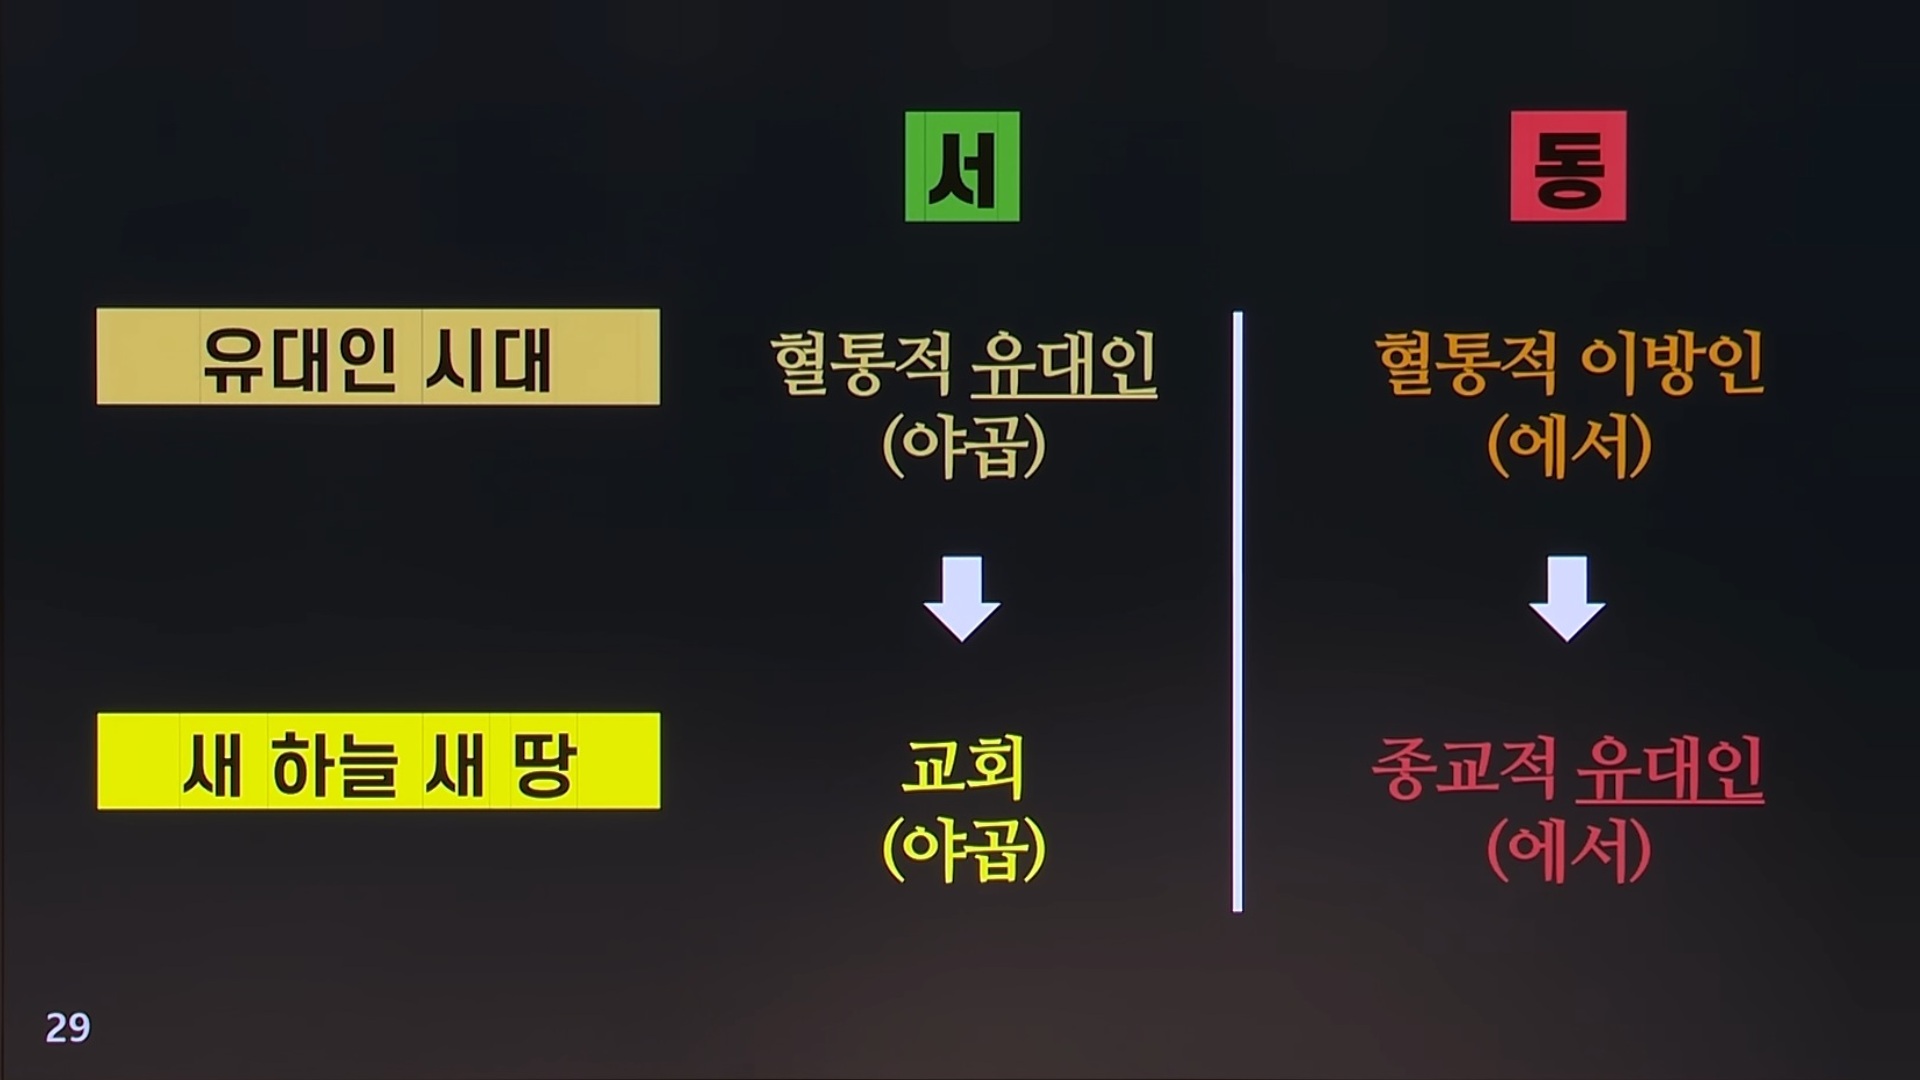 서 동
유대인 시대
혈통적 유대인
(야곱)
혈통적 이방인
(에서)
새 하늘 새 땅
교회
(야곱)
종교적 유대인
(에서)
29